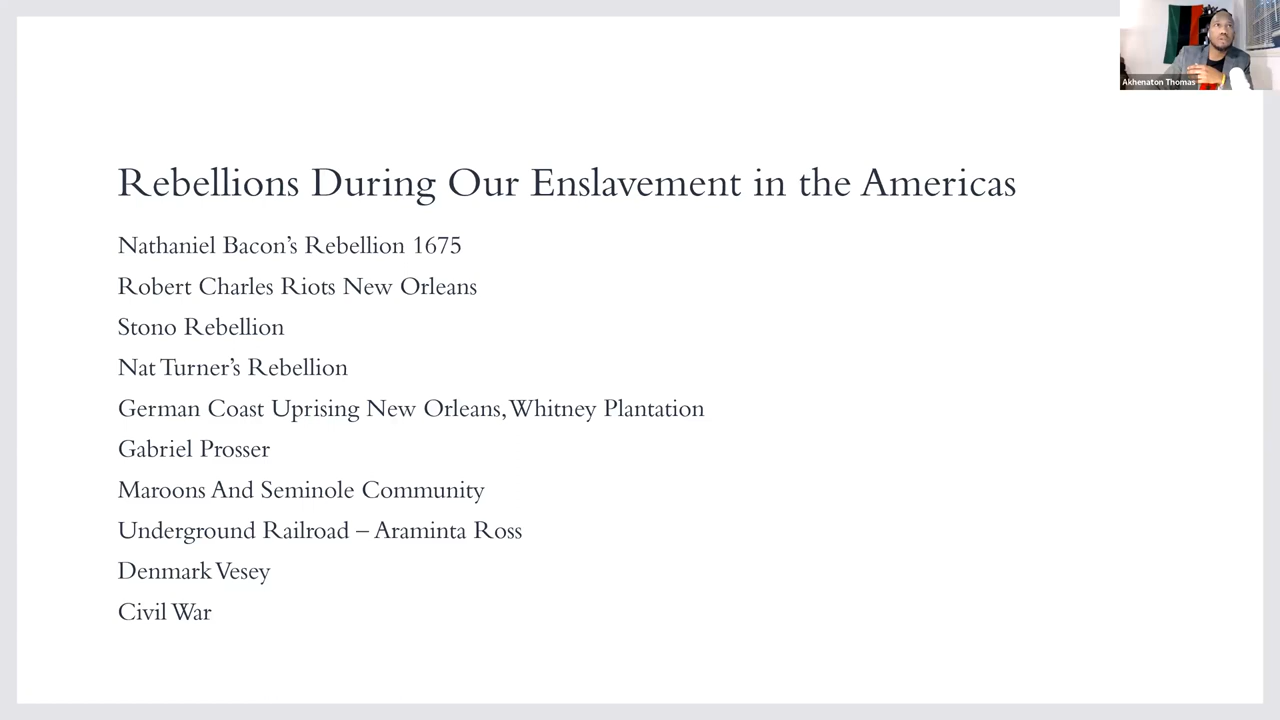 Akhenaton Thomas
Rebellions During Our Enslavement in the Americas
Nathaniel Bacon’s Rebellion 1675
Robert Charles Riots New Orleans
Stono Rebellion
Nat Turner’s Rebellion
German Coast Uprising New Orleans, Whitney Plantation
Gabriel Prosser
Maroons And Seminole Community
Underground Railroad – Araminta Ross
Denmark Vesey
Civil War